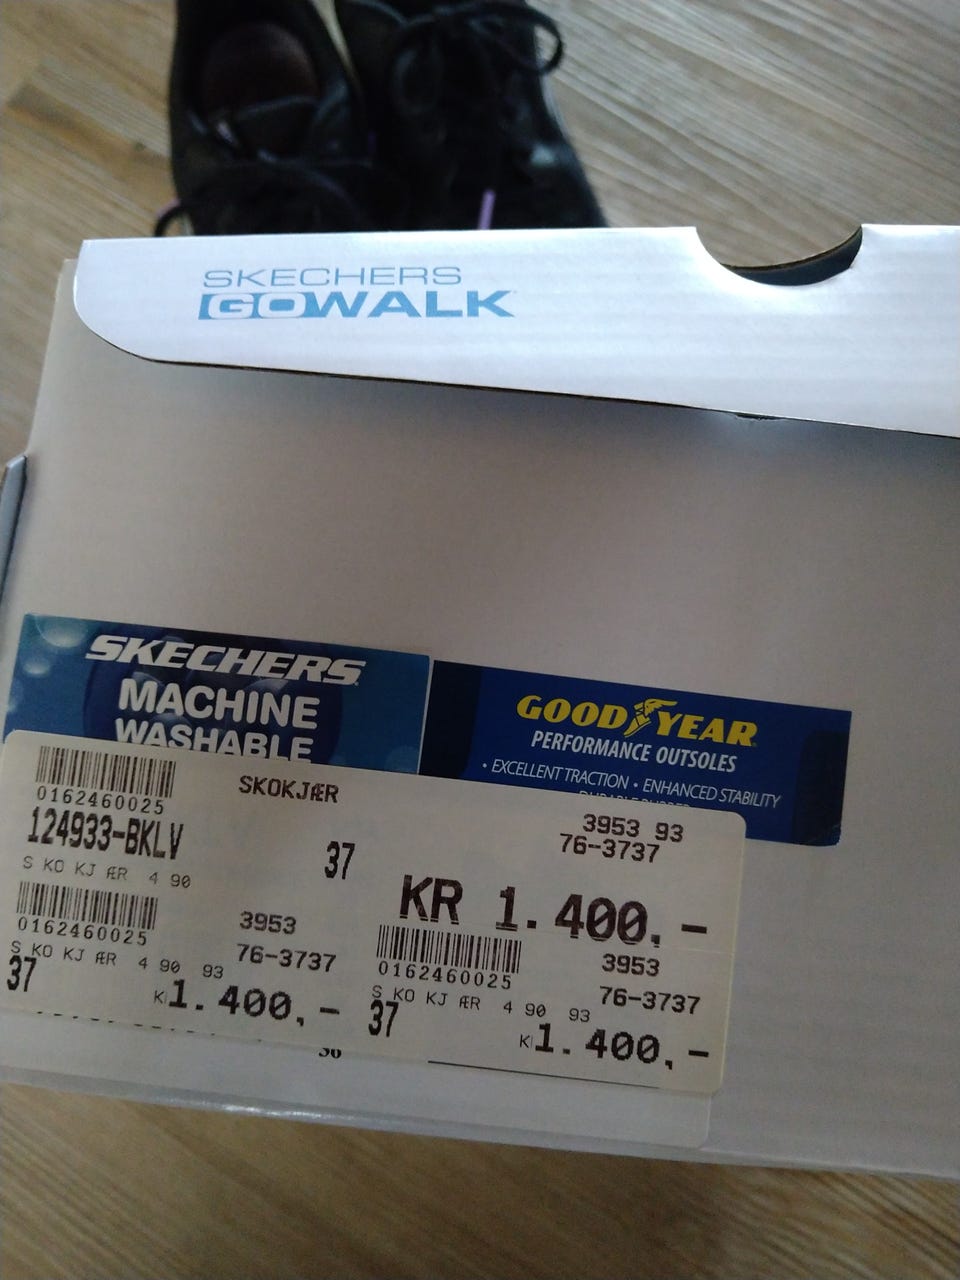 SKECHERS
GOWALK
SKECHERS
MACHINE
WASHABLE
GOOD YEAR
PERFORMANCE OUTSOLES
• EXCELLENT TRACTION • ENHANCED STABILITY
0162460025
SKOKJÆR
124933-BKLV
37
3953 93
76-3737
S KO KJ ÆR 4 90
KR 1.400,-
0162460025
3953
S KO KJ ÆR 4 90 93
76-3737
37
K 1.400,-
0162460025
3953
S KO KJ ÆR 4 90 93
76-3737
37
K 1.400,-